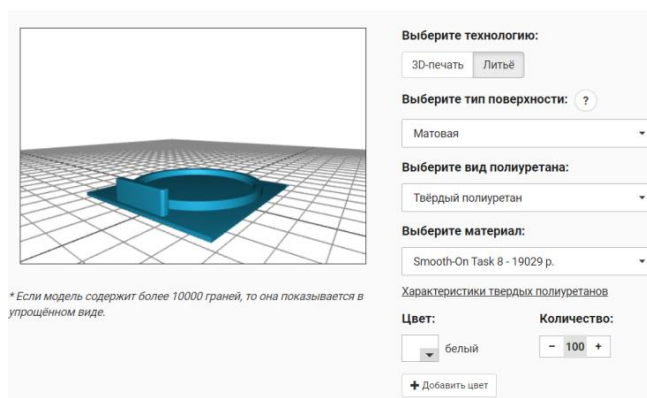 Выберите технологию:
3D-печать Литьё
Выберите тип поверхности: ?
Матовая
Выберите вид полиуретана:
Твёрдый полиуретан
Выберите материал:
Smooth-On Task 8 - 19029 р.
Характеристики твердых полиуретанов
* Если модель содержит более 10000 граней, то она показывается в
упрощённом виде.
Цвет: Количество:
белый - 100 +
+ Добавить цвет